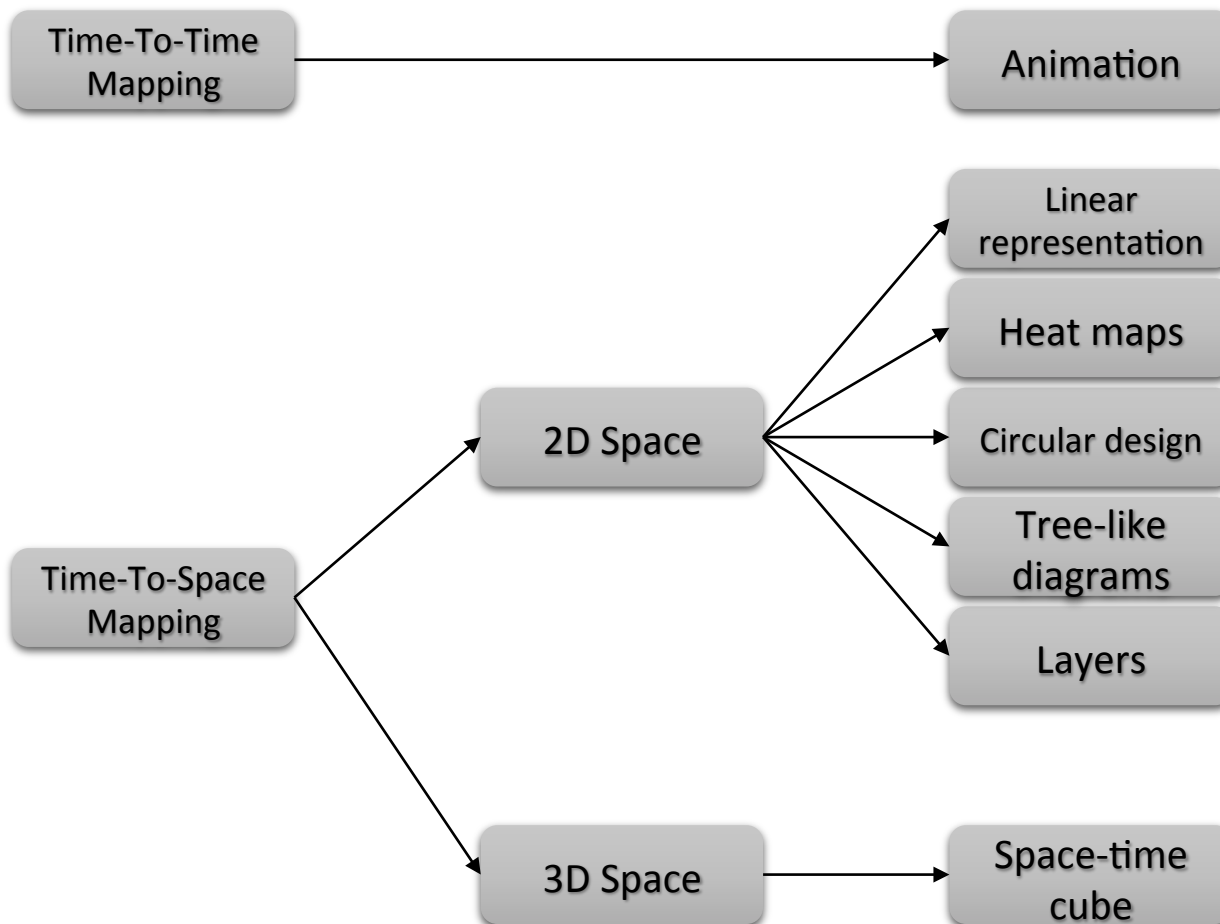 Time-To-Time
Mapping
Animation
Linear
representation
Heat maps
2D Space
Circular design
Tree-like
diagrams
Time-To-Space
Mapping
Layers
3D Space
Space-time
cube